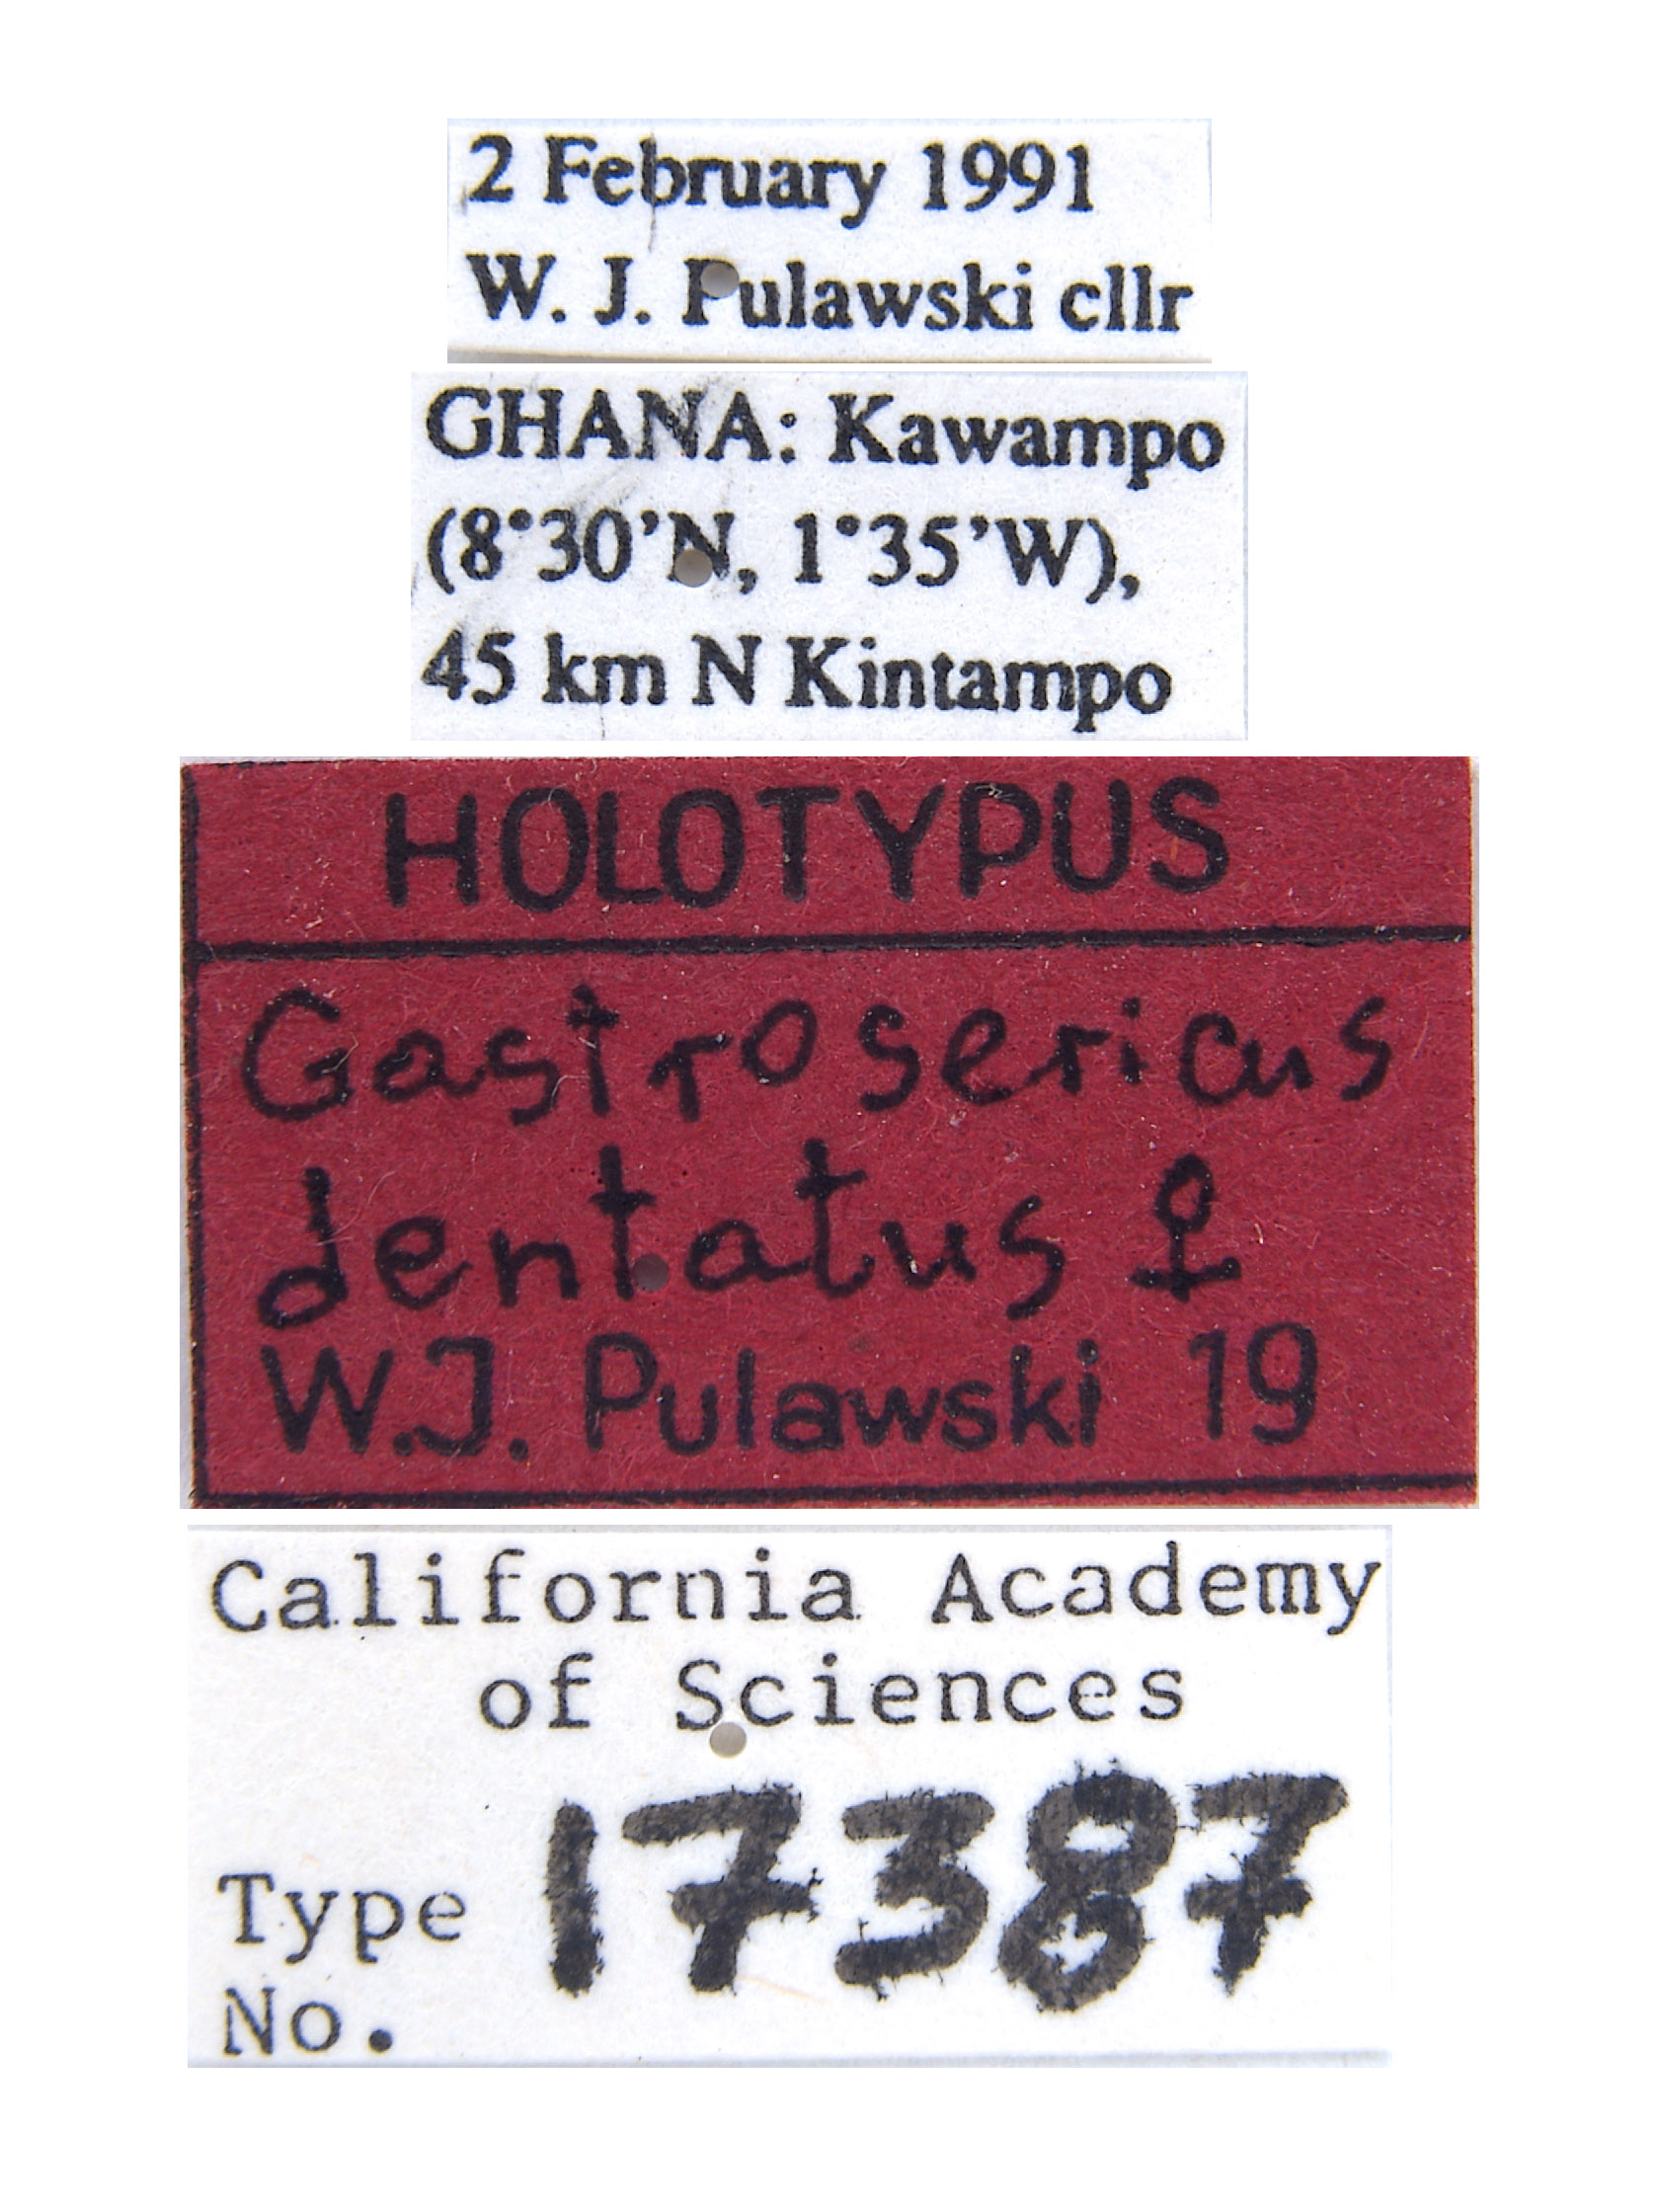 2 February 1991
W. J. Pulawski cllr
GHANA: Kawampo
(8°30'N, 1°35'W),
45 km N Kintampo
HOLOTYPUS
Gastrosericus
dentatus ♀
W.J. Pulawski 19
California Academy
of Sciences
Type
No. 17387